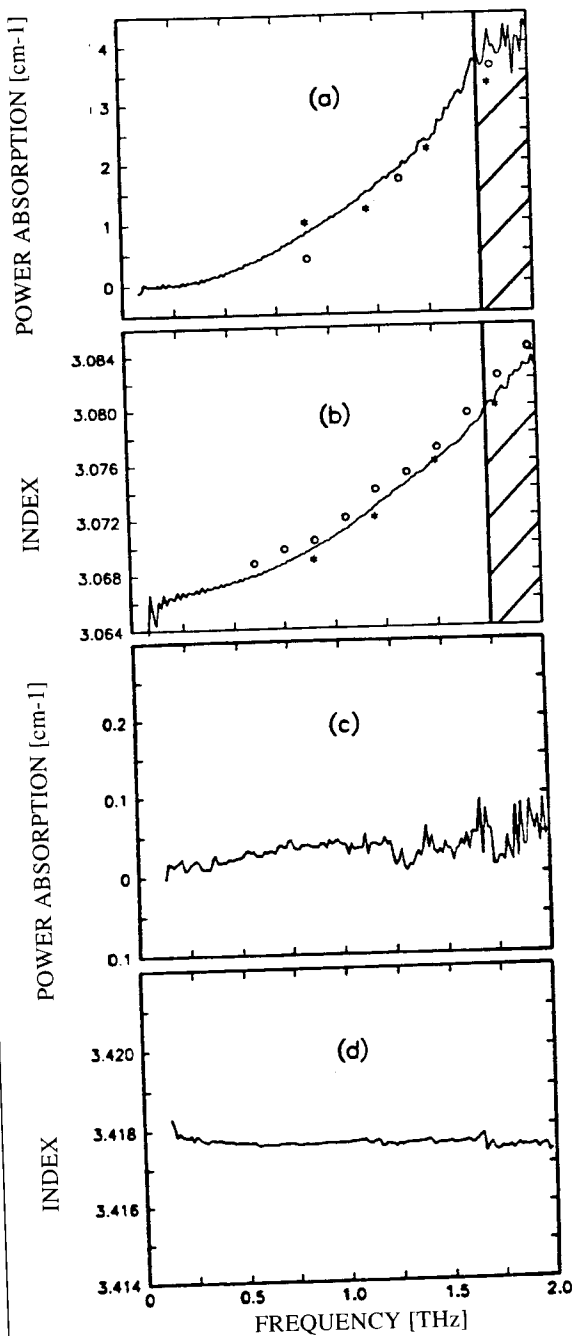 POWER ABSORPTION [cm-1]
4
3
2
1
0
(a)
INDEX
3.084
3.080
3.076
3.072
3.068
3.064
(b)
POWER ABSORPTION [cm-1]
0.2
0.1
0
0.1
(c)
INDEX
3.420
3.418
3.416
3.414
(d)
0 0.5 1.0 1.5 2.0
FREQUENCY [THz]